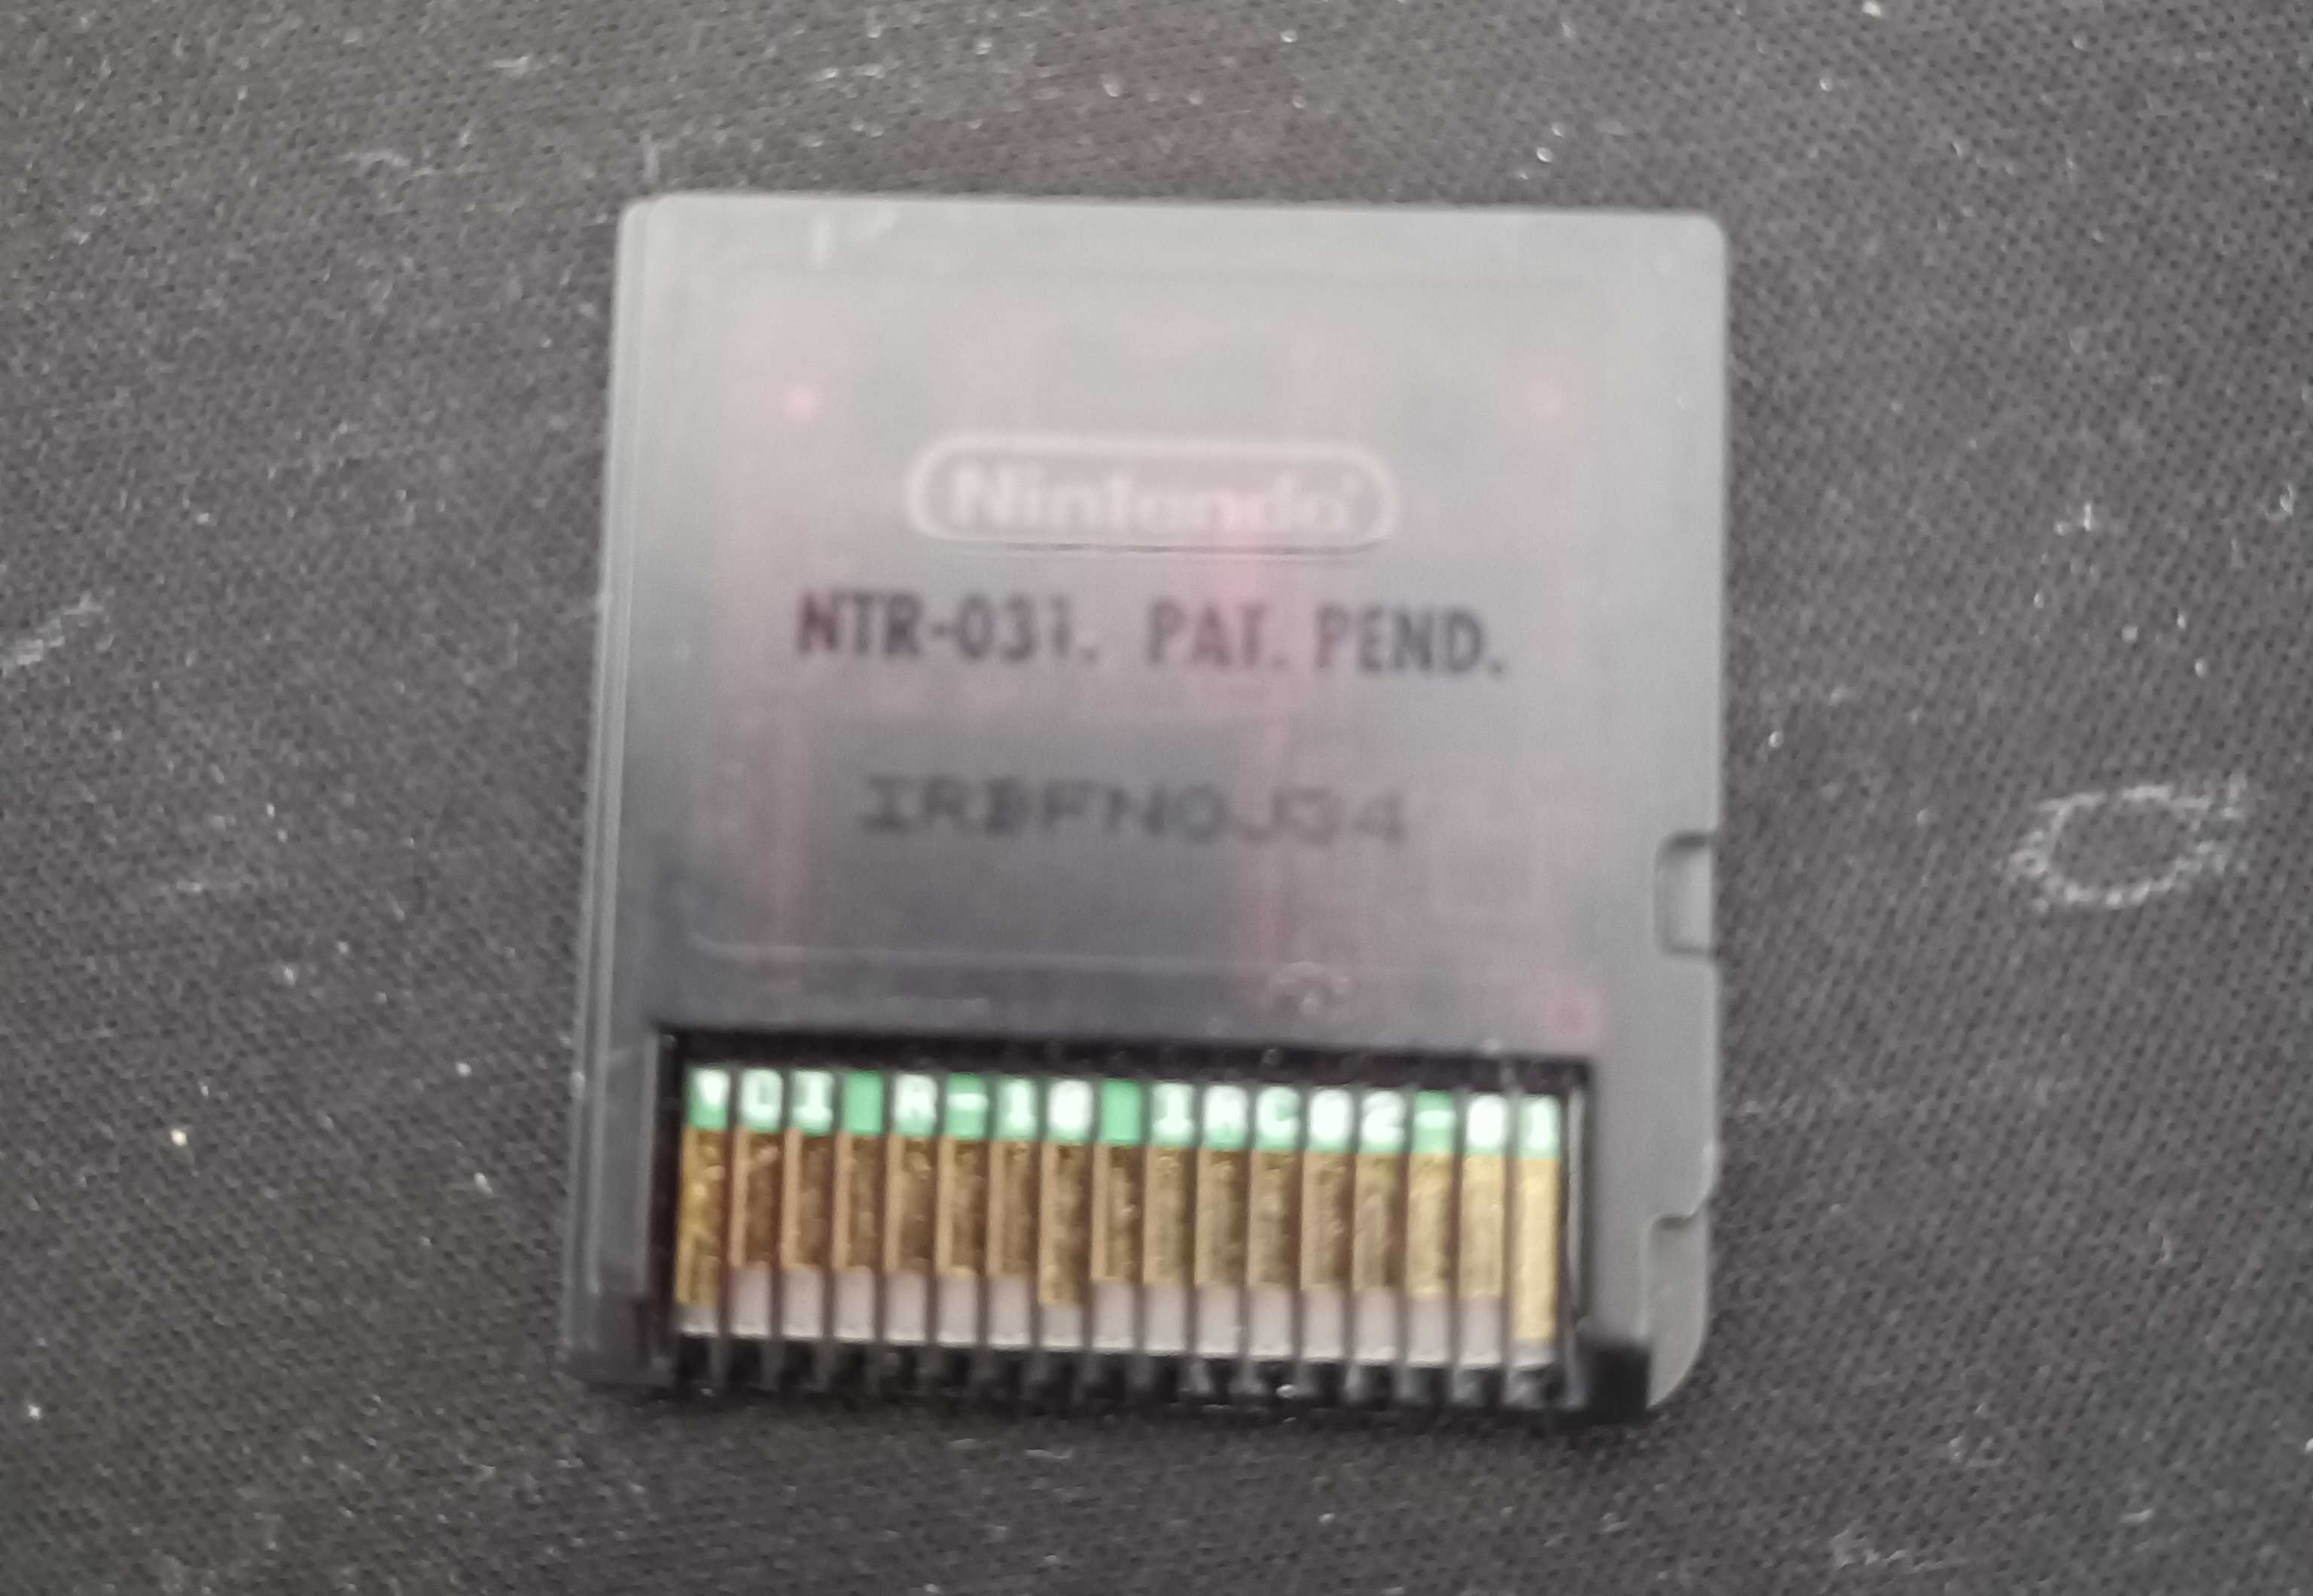 Nintendo
NTR-031. PAT. PEND.
IRBFN0J34